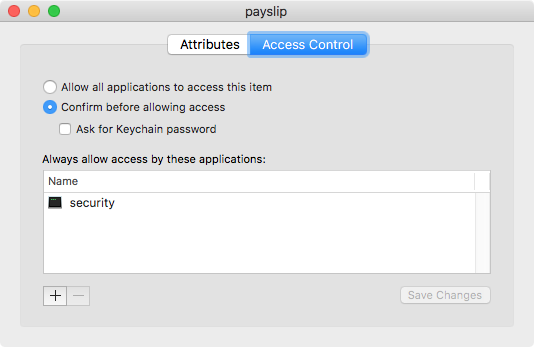 payslip
Attributes
Access Control
Allow all applications to access this item
Confirm before allowing access
Ask for Keychain password
Always allow access by these applications:
Name
security
Save Changes